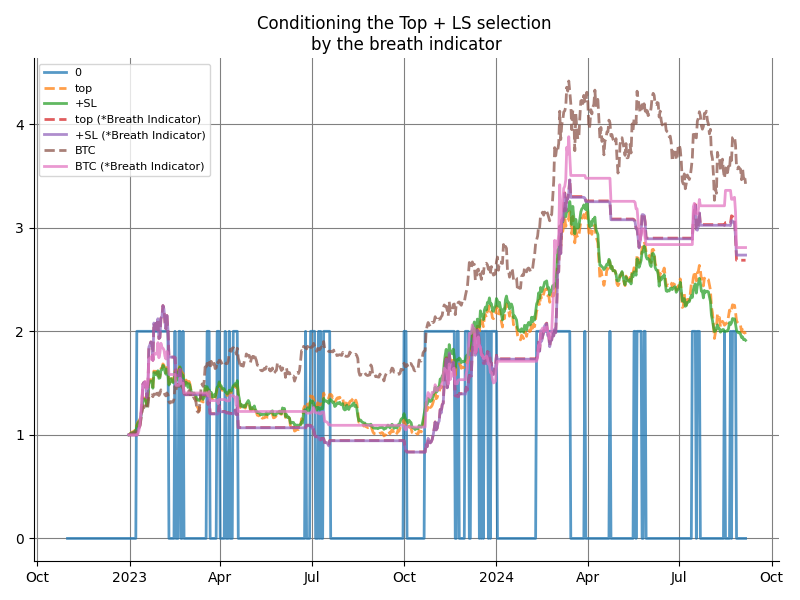 Conditioning the Top + LS selection
by the breath indicator
0
top
+SL
top (*Breath Indicator)
+SL (*Breath Indicator)
BTC
BTC (*Breath Indicator)
4
3
2
1
0
Oct
2023
Apr
Jul
Oct
2024
Apr
Jul
Oct